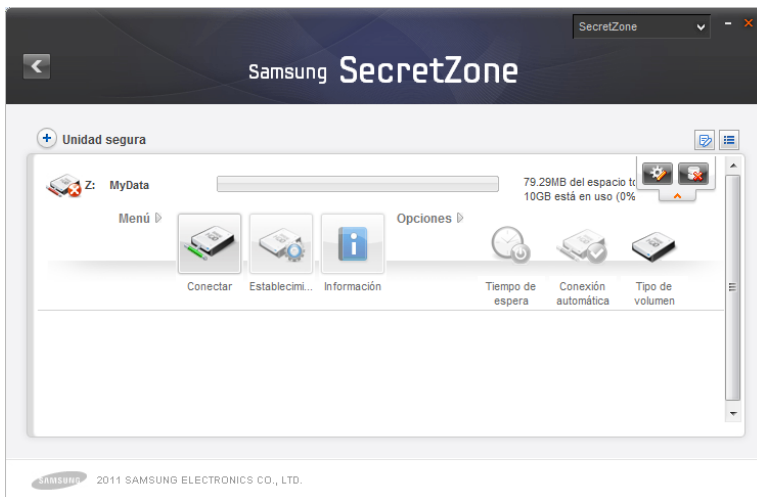 SecretZone
Samsung SecretZone
Unidad segura
Z: MyData
79.29MB del espacio
10GB está en uso (0%
Menú
Opciones
Conectar
Establecimi...
Información
Tiempo de espera
Conexión automática
Tipo de volumen
SAMSUNG 2011 SAMSUNG ELECTRONICS CO., LTD.